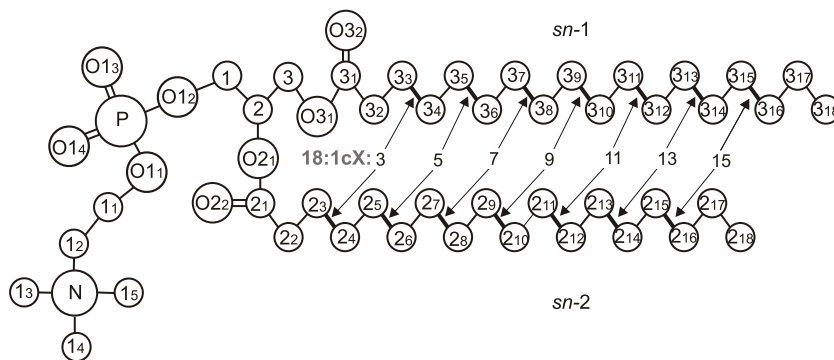 sn-1
O3₂
O1₃ 1 3 3₁ 3₃ 3₅ 3₇ 3₉ 3₁₁ 3₁₃ 3₁₅ 3₁₇
O1₂ 2 O3₁ 3₂ 3₄ 3₆ 3₈ 3₁₀ 3₁₂ 3₁₄ 3₁₆ 3₁₈
P
O1₄ O1₁ O2₁ 18:1cX: 3 5 7 9 11 13 15
1₁ O2₂ 2₁ 2₃ 2₅ 2₇ 2₉ 2₁₁ 2₁₃ 2₁₅ 2₁₇
1₂ 2₂ 2₄ 2₆ 2₈ 2₁₀ 2₁₂ 2₁₄ 2₁₆ 2₁₈
1₃ N 1₅
sn-2
1₄